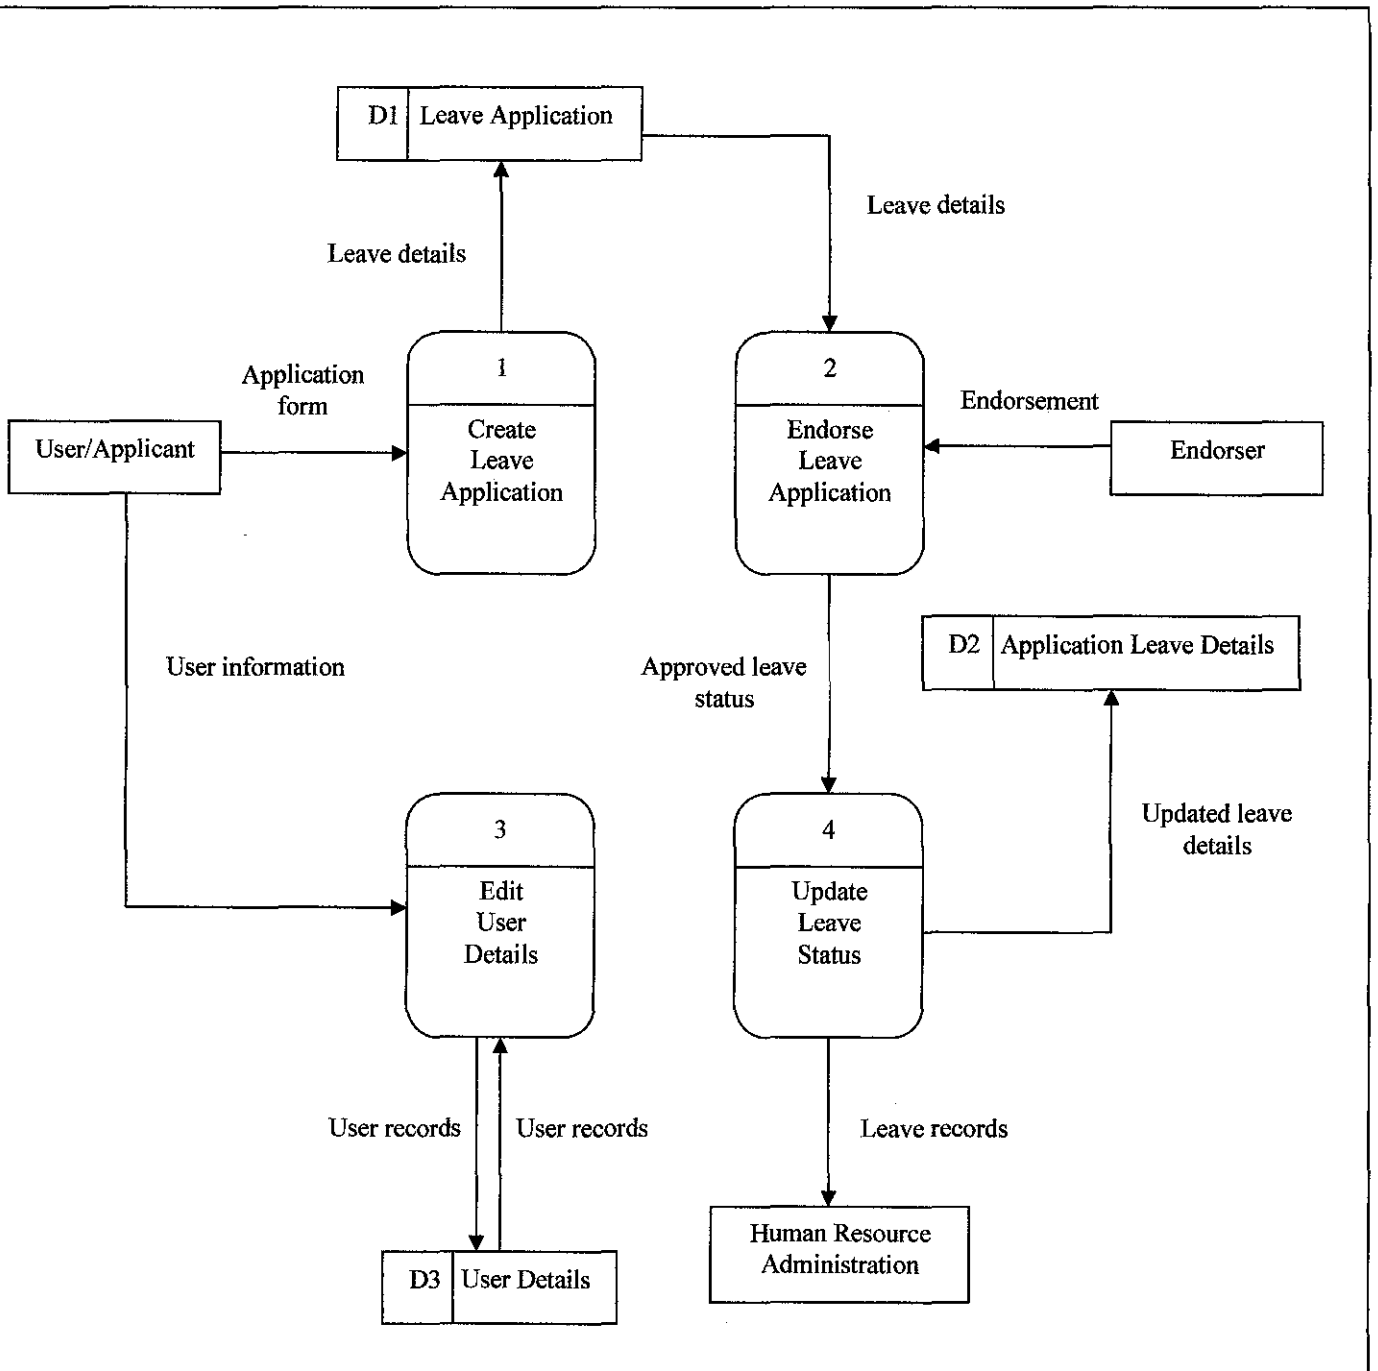 D1 Leave Application
Leave details
Leave details
Application
form
1
Create
Leave
Application
2
Endorse
Leave
Application
Endorsement
User/Applicant
Endorser
User information
Approved leave
status
D2 Application Leave Details
3
Edit
User
Details
4
Update
Leave
Status
Updated leave
details
User records
User records
Leave records
D3 User Details
Human Resource
Administration